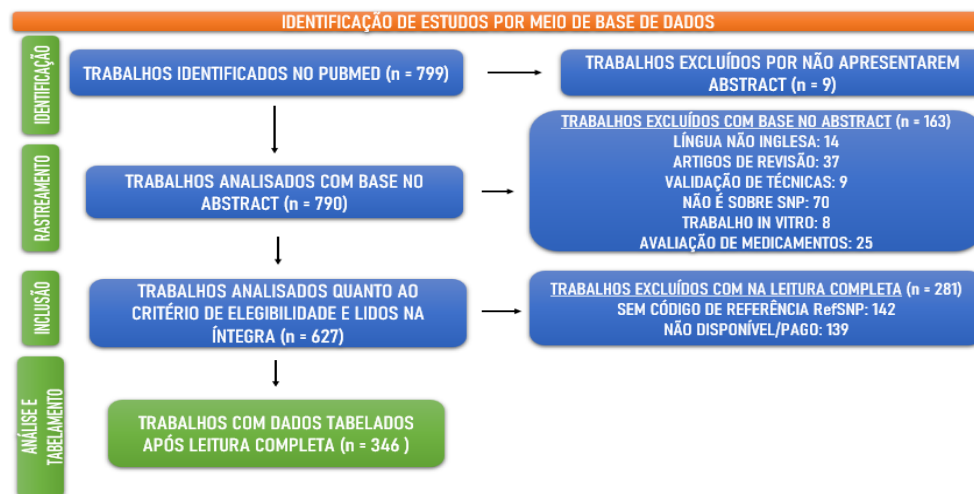 IDENTIFICAÇÃO DE ESTUDOS POR MEIO DE BASE DE DADOS
IDENTIFICAÇÃO
TRABALHOS IDENTIFICADOS NO PUBMED (n = 799)
TRABALHOS EXCLUÍDOS POR NÃO APRESENTAREM
ABSTRACT (n = 9)
RASTREAMENTO
TRABALHOS ANALISADOS COM BASE NO
ABSTRACT (n = 790)
TRABALHOS EXCLUÍDOS COM BASE NO ABSTRACT (n = 163)
LÍNGUA NÃO INGLESA: 14
ARTIGOS DE REVISÃO: 37
VALIDAÇÃO DE TÉCNICAS: 9
NÃO É SOBRE SNP: 70
TRABALHO IN VITRO: 8
AVALIAÇÃO DE MEDICAMENTOS: 25
INCLUSÃO
TRABALHOS ANALISADOS QUANTO AO
CRITÉRIO DE ELEGIBILIDADE E LIDOS NA
ÍNTEGRA (n = 627)
TRABALHOS EXCLUÍDOS COM NA LEITURA COMPLETA (n = 281)
SEM CÓDIGO DE REFERÊNCIA RefSNP: 142
NÃO DISPONÍVEL/PAGO: 139
ANÁLISE E
TABELAMENTO
TRABALHOS COM DADOS TABELADOS
APÓS LEITURA COMPLETA (n = 346 )